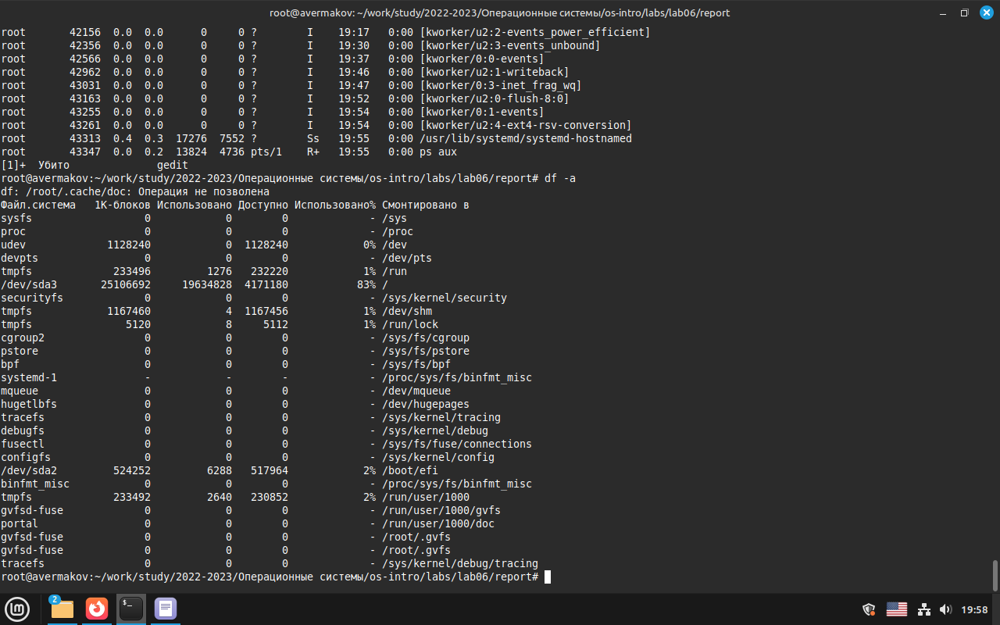 root@avermakov: ~/work/study/2022-2023/Операционные системы/os-intro/labs/lab06/report
root       42156  0.0  0.0      0     0 ?        I    19:17   0:00 [kworker/u2:2-events_power_efficient]
root       42356  0.0  0.0      0     0 ?        I    19:30   0:00 [kworker/u2:3-events_unbound]
root       42566  0.0  0.0      0     0 ?        I    19:37   0:00 [kworker/0:0-events]
root       42962  0.0  0.0      0     0 ?        I    19:46   0:00 [kworker/u2:1-writeback]
root       43031  0.0  0.0      0     0 ?        I    19:47   0:00 [kworker/0:3-inet_frag_wq]
root       43163  0.0  0.0      0     0 ?        I    19:52   0:00 [kworker/u2:0-flush-8:0]
root       43255  0.0  0.0      0     0 ?        I    19:54   0:00 [kworker/0:1-events]
root       43261  0.0  0.0      0     0 ?        I    19:54   0:00 [kworker/u2:4-ext4-rsv-conversion]
root       43313  0.4  0.3  17276  7552 ?        Ss   19:55   0:00 /usr/lib/systemd/systemd-hostnamed
root       43347  0.0  0.2  13824  4736 pts/1    R+   19:55   0:00 ps aux
[1]+  Убито              gedit
root@avermakov:~/work/study/2022-2023/Операционные системы/os-intro/labs/lab06/report# df -a
df: /root/.cache/doc: Операция не позволена
Файл.система   1K-блоков Использовано Доступно Использовано% Смонтировано в
sysfs                  0            0        0             - /sys
proc                   0            0        0             - /proc
udev             1128240            0  1128240            0% /dev
devpts                 0            0        0             - /dev/pts
tmpfs             233496         1276   232220            1% /run
/dev/sda3       25106692     19634828  4171180           83% /
securityfs             0            0        0             - /sys/kernel/security
tmpfs            1167460            4  1167456            1% /dev/shm
tmpfs               5120            8     5112            1% /run/lock
cgroup2                0            0        0             - /sys/fs/cgroup
pstore                 0            0        0             - /sys/fs/pstore
bpf                    0            0        0             - /sys/fs/bpf
systemd-1              -            -        -             - /proc/sys/fs/binfmt_misc
mqueue                 0            0        0             - /dev/mqueue
hugetlbfs              0            0        0             - /dev/hugepages
tracefs                0            0        0             - /sys/kernel/tracing
debugfs                0            0        0             - /sys/kernel/debug
fusectl                0            0        0             - /sys/fs/fuse/connections
configfs               0            0        0             - /sys/kernel/config
/dev/sda2         524252         6288   517964            2% /boot/efi
binfmt_misc            0            0        0             - /proc/sys/fs/binfmt_misc
tmpfs             233492         2640   230852            2% /run/user/1000
gvfsd-fuse             0            0        0             - /run/user/1000/gvfs
portal                 0            0        0             - /run/user/1000/doc
gvfsd-fuse             0            0        0             - /root/.gvfs
gvfsd-fuse             0            0        0             - /root/.gvfs
tracefs                0            0        0             - /sys/kernel/debug/tracing
root@avermakov:~/work/study/2022-2023/Операционные системы/os-intro/labs/lab06/report#
2
$_
19:58